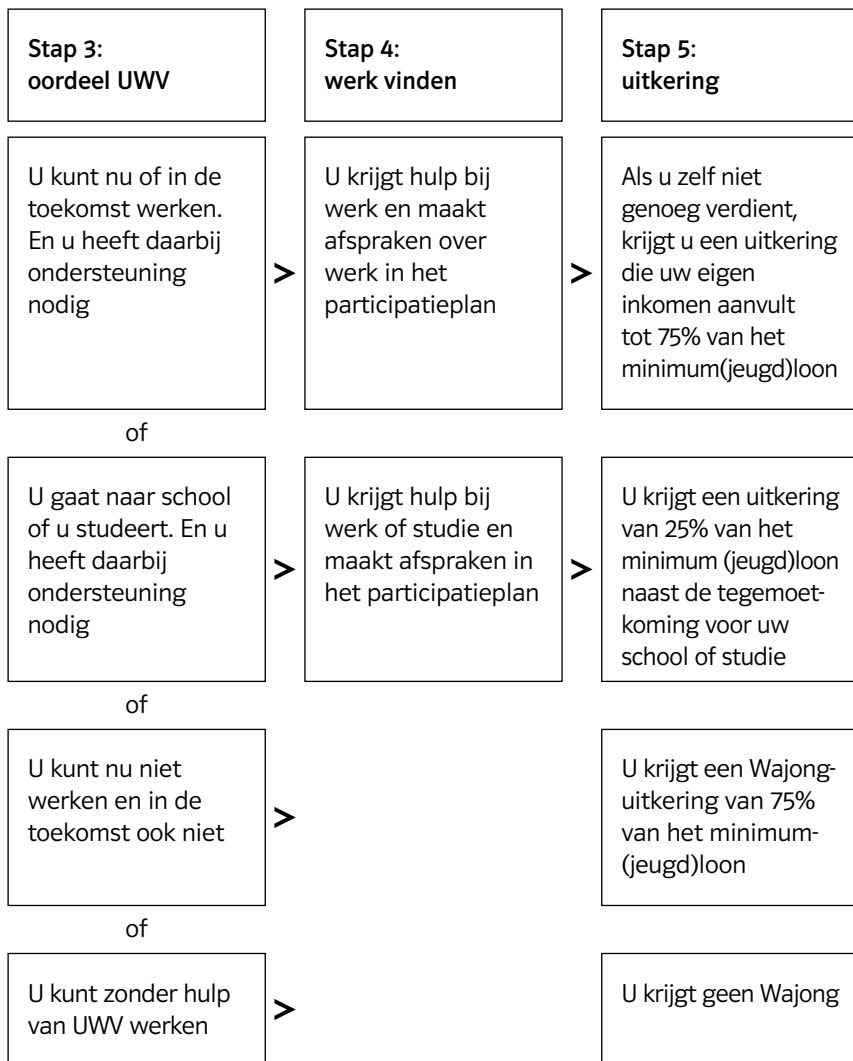 Stap 3:
oordeel UWV
Stap 4:
werk vinden
Stap 5:
uitkering
U kunt nu of in de
toekomst werken.
En u heeft daarbij
ondersteuning
nodig
>
U krijgt hulp bij
werk en maakt
afspraken over
werk in het
participatieplan
>
Als u zelf niet
genoeg verdient,
krijgt u een uitkering
die uw eigen
inkomen aanvult
tot 75% van het
minimum(jeugd)loon
of
U gaat naar school
of u studeert. En u
heeft daarbij
ondersteuning
nodig
>
U krijgt hulp bij
werk of studie en
maakt afspraken in
het participatieplan
>
U krijgt een uitkering
van 25% van het
minimum (jeugd)loon
naast de tegemoet-
koming voor uw
school of studie
of
U kunt nu niet
werken en in de
toekomst ook niet
>
U krijgt een Wajong-
uitkering van 75%
van het minimum-
(jeugd)loon
of
U kunt zonder hulp
van UWV werken
>
U krijgt geen Wajong